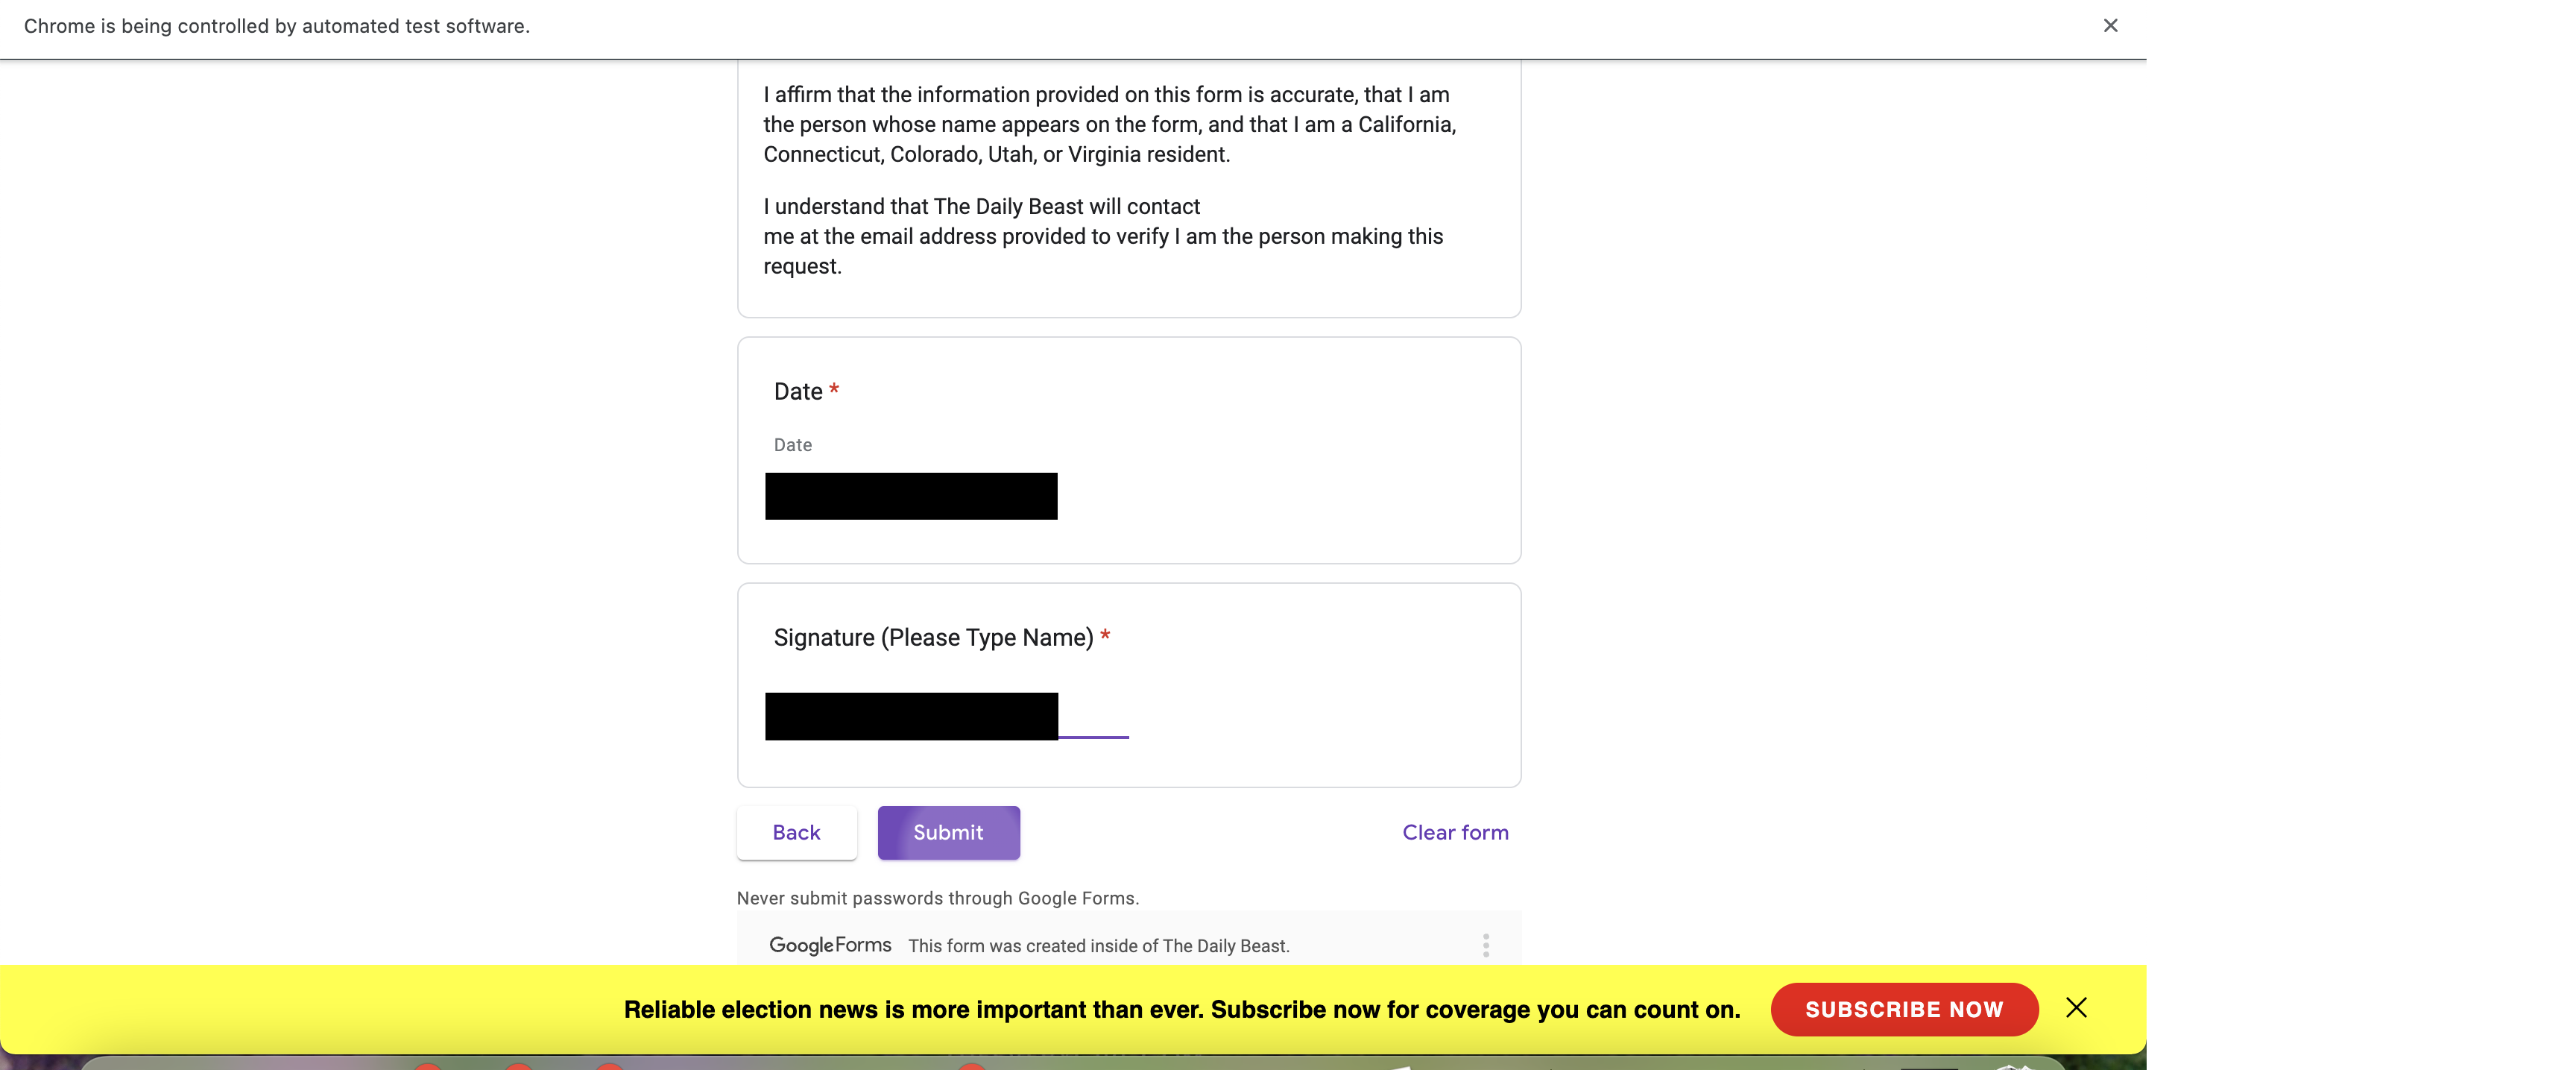 Chrome is being controlled by automated test software.
I affirm that the information provided on this form is accurate, that I am
the person whose name appears on the form, and that I am a California,
Connecticut, Colorado, Utah, or Virginia resident.
I understand that The Daily Beast will contact
me at the email address provided to verify I am the person making this
request.
Date *
Date
Signature (Please Type Name) *
Back
Submit
Clear form
Never submit passwords through Google Forms.
Google Forms This form was created inside of The Daily Beast.
Reliable election news is more important than ever. Subscribe now for coverage you can count on.
SUBSCRIBE NOW